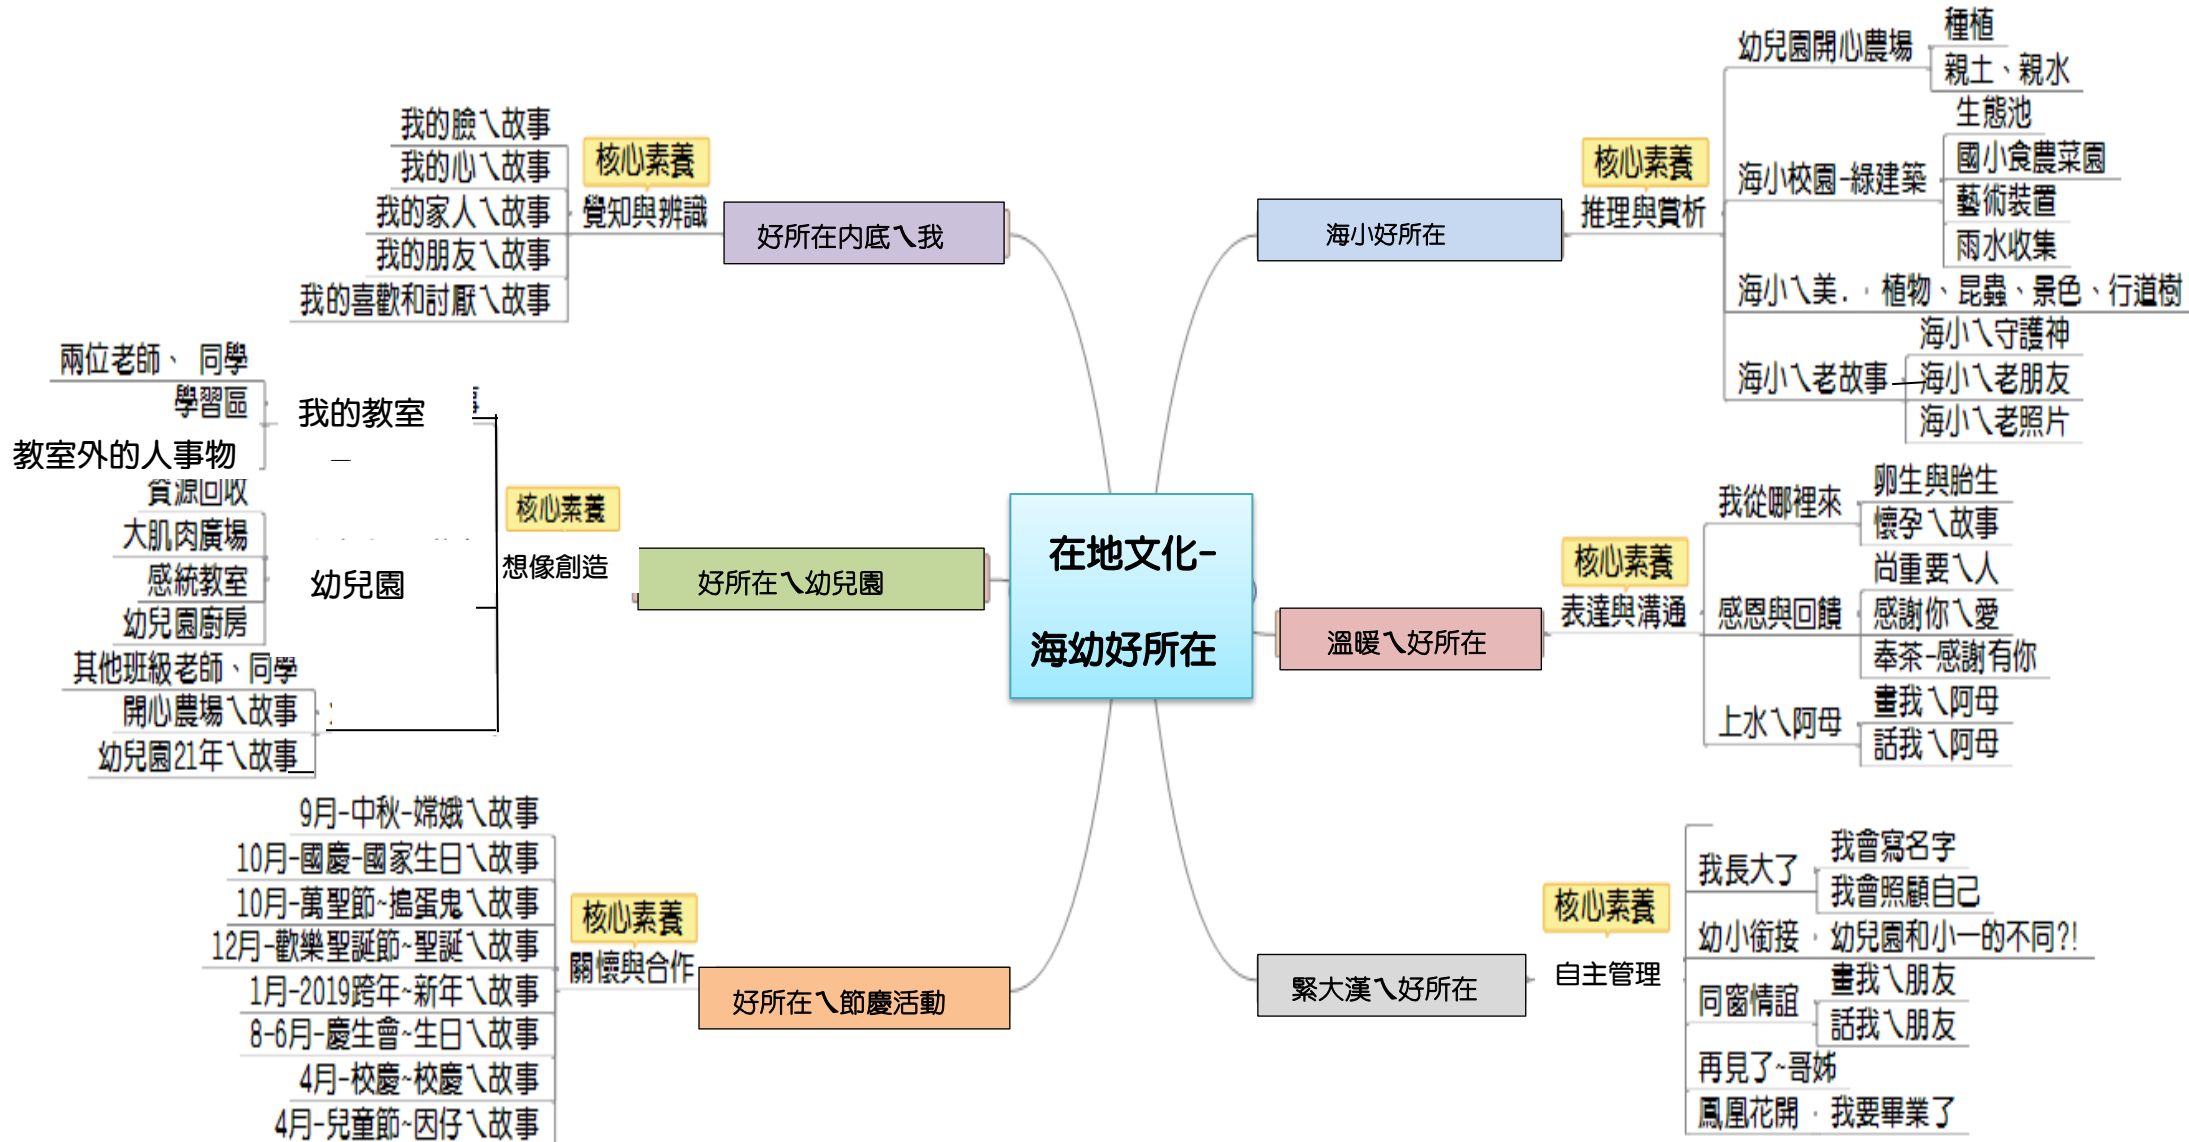 在地文化-
海幼好所在
好所在內底ㄟ我
核心素養
覺知與辨識
我的臉ㄟ故事
我的心ㄟ故事
我的家人ㄟ故事
我的朋友ㄟ故事
我的喜歡和討厭ㄟ故事
好所在ㄟ幼兒園
核心素養
想像創造
我的教室
兩位老師、 同學
學習區
教室外的人事物
幼兒園
資源回收
大肌肉廣場
感統教室
幼兒園廚房
其他班級老師、同學
開心農場ㄟ故事
幼兒園21年ㄟ故事
好所在ㄟ節慶活動
核心素養
關懷與合作
9月-中秋-嫦娥ㄟ故事
10月-國慶-國家生日ㄟ故事
10月-萬聖節~搗蛋鬼ㄟ故事
12月-歡樂聖誕節~聖誕ㄟ故事
1月-2019跨年~新年ㄟ故事
8-6月-慶生會~生日ㄟ故事
4月-校慶~校慶ㄟ故事
4月-兒童節~因仔ㄟ故事
海小好所在
核心素養
推理與賞析
幼兒園開心農場
種植
親土、親水
海小校園-綠建築
生態池
國小食農菜園
藝術裝置
雨水收集
海小ㄟ美.
植物、昆蟲、景色、行道樹
海小ㄟ老故事
海小ㄟ守護神
海小ㄟ老朋友
海小ㄟ老照片
溫暖ㄟ好所在
核心素養
表達與溝通
我從哪裡來
卵生與胎生
懷孕ㄟ故事
感恩與回饋
尚重要ㄟ人
感謝你ㄟ愛
奉茶-感謝有你
上水ㄟ阿母
畫我ㄟ阿母
話我ㄟ阿母
緊大漢ㄟ好所在
核心素養
自主管理
我長大了
我會寫名字
我會照顧自己
幼小銜接
幼兒園和小一的不同?!
同窗情誼
畫我ㄟ朋友
話我ㄟ朋友
再見了~哥姊
鳳凰花開
我要畢業了